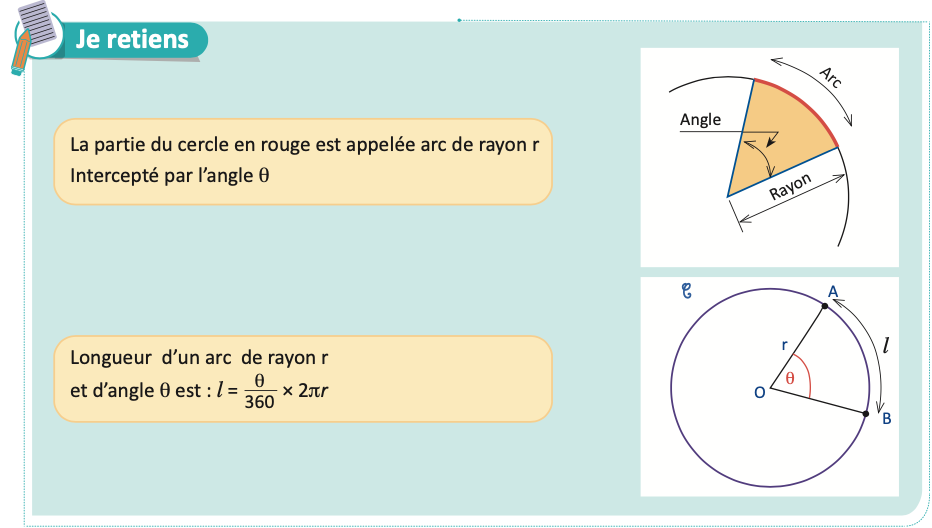 Je retiens
La partie du cercle en rouge est appelée arc de rayon r
Intercepté par l'angle θ
Arc
Angle
Rayon
Longueur d'un arc de rayon r
et d'angle θ est : l = θ/360 × 2πr
𝒞
A
r
l
θ
O
B